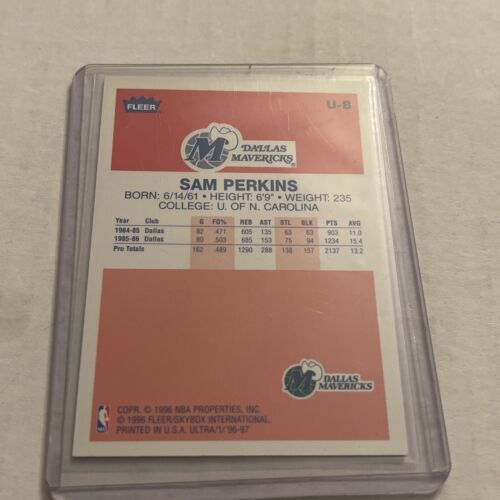 FLEER
U-8
M DALLAS
MAVERICKS®
SAM PERKINS
BORN: 6/14/61 • HEIGHT: 6'9" • WEIGHT: 235
COLLEGE: U. OF N. CAROLINA
Year Club G FG% REB AST STL BLK PTS AVG
1984-85 Dallas 82 .471 605 135 63 63 903 11.0
1985-86 Dallas 80 .503 685 153 75 94 1234 15.4
Pro Totals 162 .489 1290 288 138 157 2137 13.2
M DALLAS
MAVERICKS
COPR. © 1996 NBA PROPERTIES, INC.
© 1996 FLEER/SKYBOX INTERNATIONAL.
PRINTED IN U.S.A. ULTRA/1/'96-97